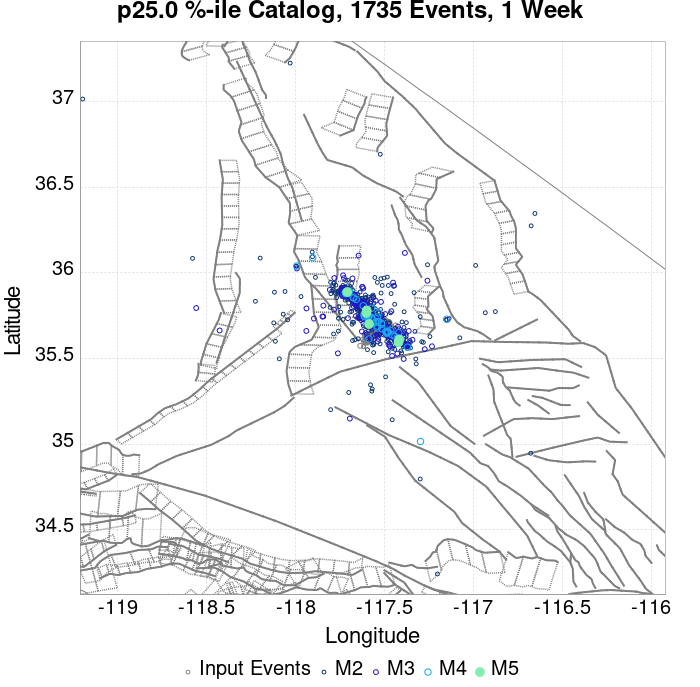 p25.0 %-ile Catalog, 1735 Events, 1 Week
37
36.5
36
35.5
35
34.5
Latitude
-119 -118.5 -118 -117.5 -117 -116.5 -116
Longitude
Input Events M2 M3 M4 M5